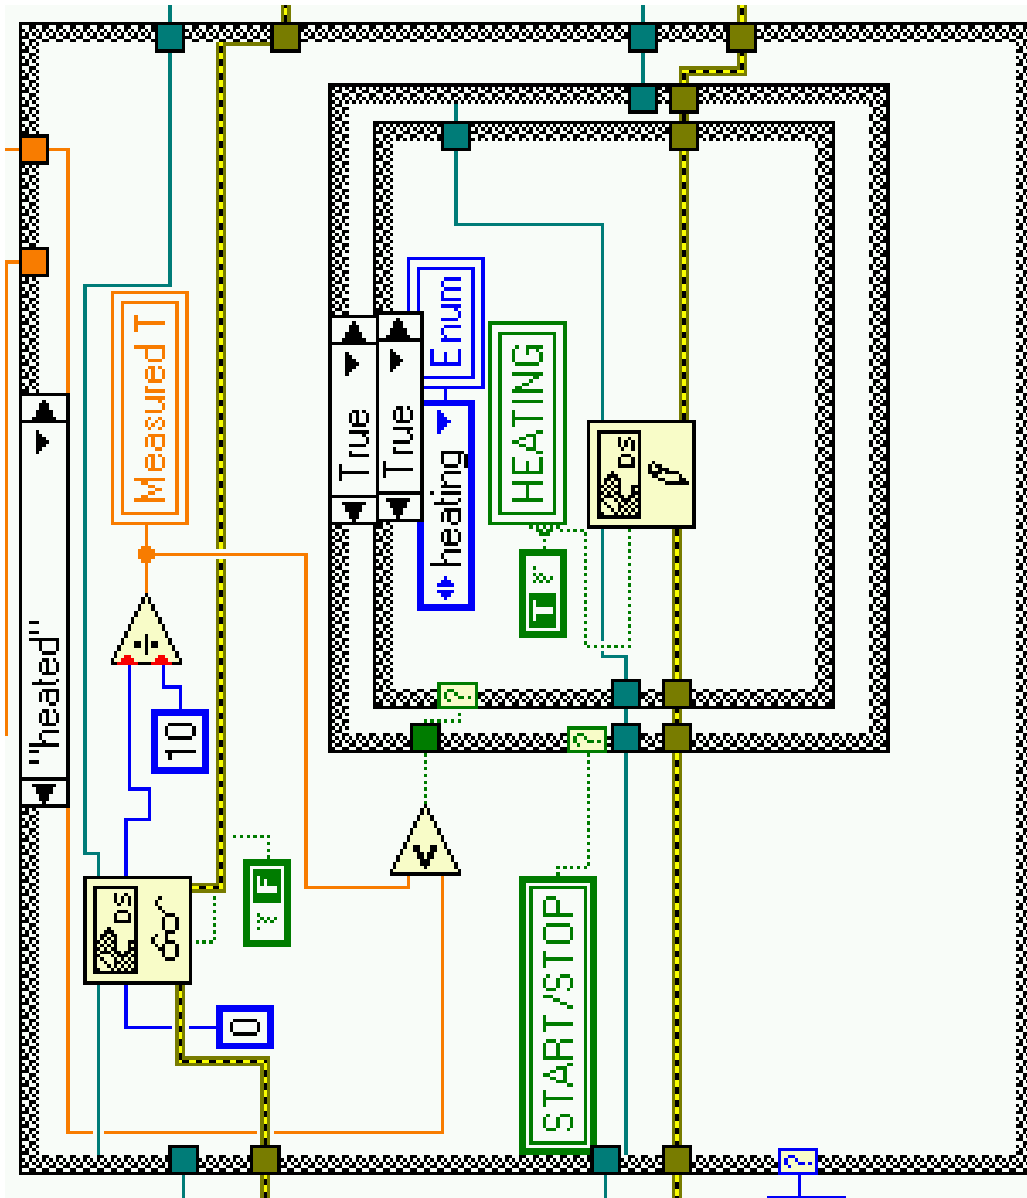 "heated"
Measured T
10
DS
0
F
True
True
Enum
heating
HEATING
T
DS
?
?
V
START/STOP
?